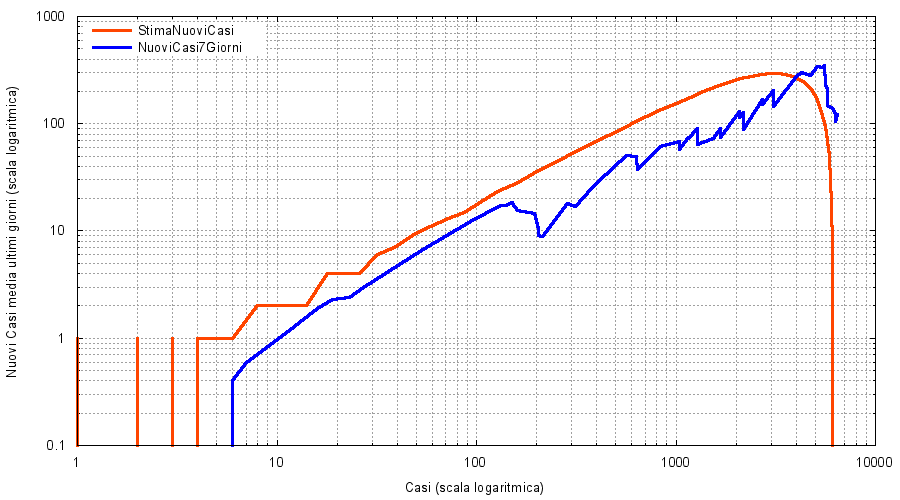 1000
StimaNuoviCasi
NuoviCasi7Giorni
100
10
1
0.1
Nuovi Casi media ultimi giorni (scala logaritmica)
1 10 100 1000 10000
Casi (scala logaritmica)